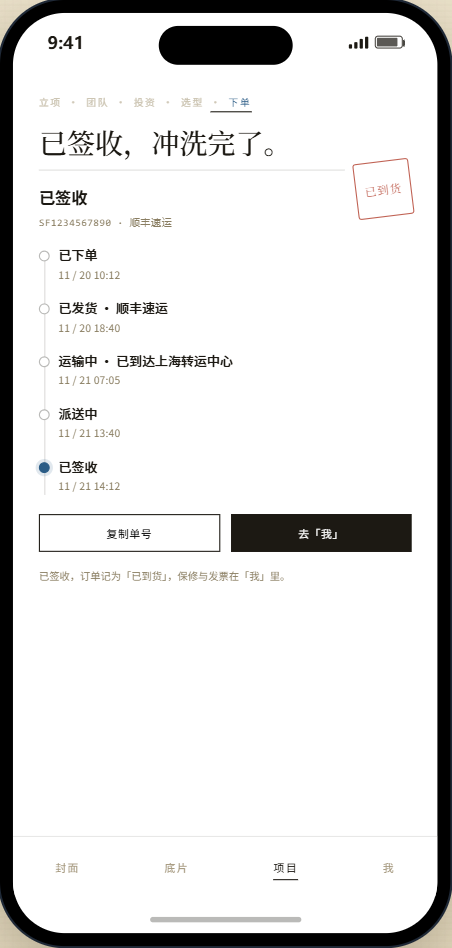 9:41
立项 · 团队 · 投资 · 选型 · 下单
已签收，冲洗完了。
已到货
已签收
SF1234567890 · 顺丰速运
已下单
11 / 20 10:12
已发货 · 顺丰速运
11 / 20 18:40
运输中 · 已到达上海转运中心
11 / 21 07:05
派送中
11 / 21 13:40
已签收
11 / 21 14:12
复制单号
去「我」
已签收，订单记为「已到货」，保修与发票在「我」里。
封面
底片
项目
我